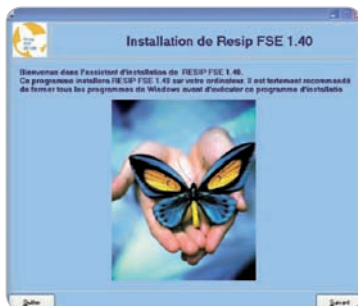 Installation de Resip FSE 1.40
Bienvenue dans l'assistant d'installation de RESIP FSE 1.40.
Ce programme installera RESIP FSE 1.40 sur votre ordinateur. Il est fortement recommandé
de fermer tous les programmes de Windows avant d'exécuter ce programme d'installatio
Quitter
Suivant